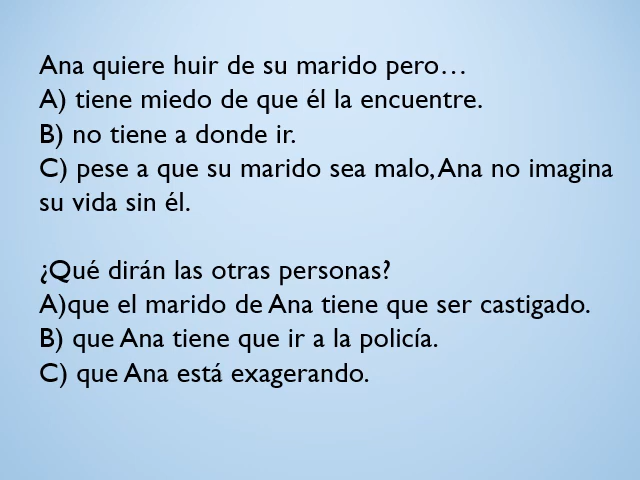 Ana quiere huir de su marido pero…
A) tiene miedo de que él la encuentre.
B) no tiene a donde ir.
C) pese a que su marido sea malo, Ana no imagina
su vida sin él.
¿Qué dirán las otras personas?
A)que el marido de Ana tiene que ser castigado.
B) que Ana tiene que ir a la policía.
C) que Ana está exagerando.